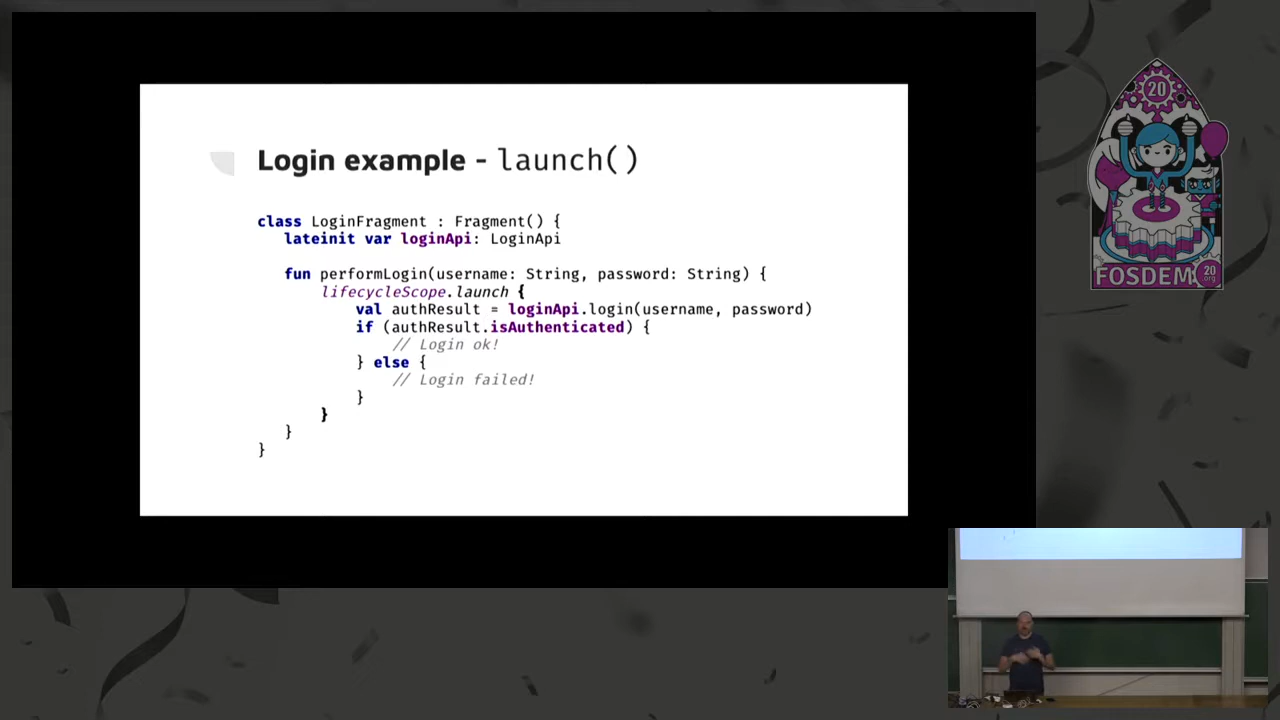 Login example - launch()
class LoginFragment : Fragment() {
lateinit var loginApi: LoginApi
fun performLogin(username: String, password: String) {
lifecycleScope.launch {
val authResult = loginApi.login(username, password)
if (authResult.isAuthenticated) {
// Login ok!
} else {
// Login failed!
}
}
}
}
20
FOSDEM
20
.org